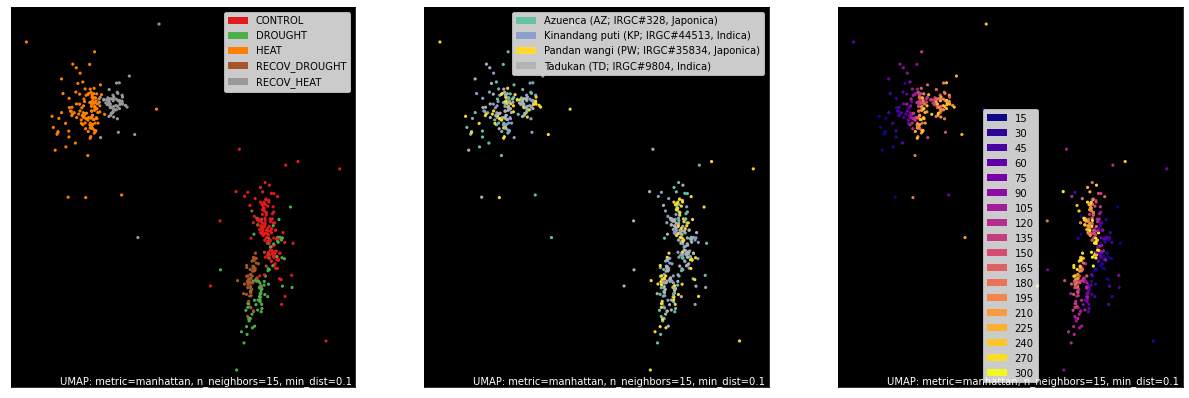 CONTROL
DROUGHT
HEAT
RECOV_DROUGHT
RECOV_HEAT
UMAP: metric=manhattan, n_neighbors=15, min_dist=0.1
Azuenca (AZ; IRGC#328, Japonica)
Kinandang puti (KP; IRGC#44513, Indica)
Pandan wangi (PW; IRGC#35834, Japonica)
Tadukan (TD; IRGC#9804, Indica)
UMAP: metric=manhattan, n_neighbors=15, min_dist=0.1
15
30
45
60
75
90
105
120
135
150
165
180
195
210
225
240
270
300
UMAP: metric=manhattan, n_neighbors=15, min_dist=0.1